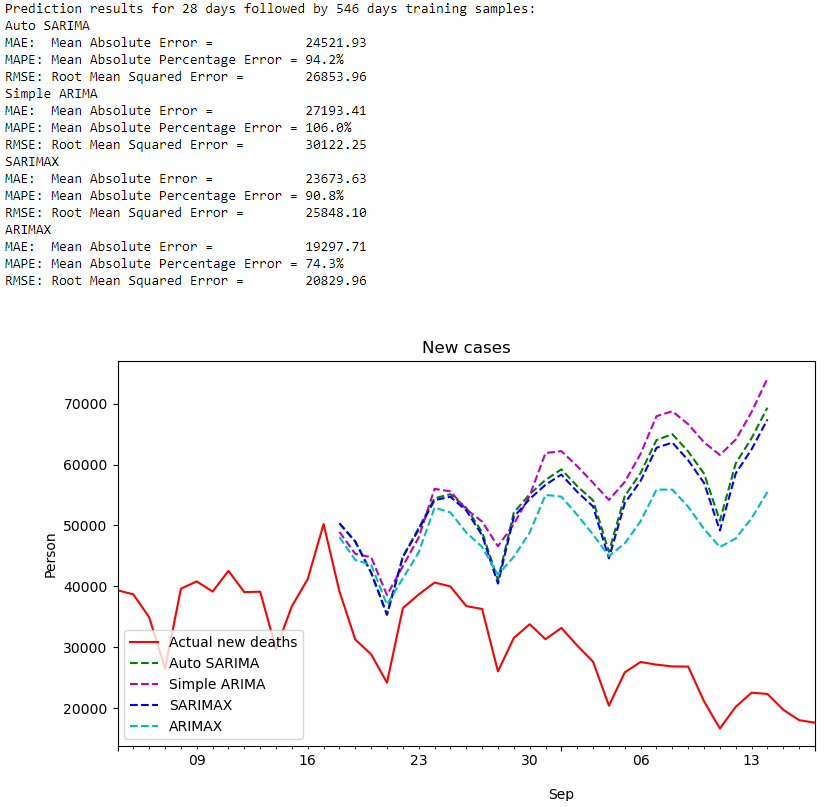 Prediction results for 28 days followed by 546 days training samples:
Auto SARIMA
MAE:  Mean Absolute Error =            24521.93
MAPE: Mean Absolute Percentage Error = 94.2%
RMSE: Root Mean Squared Error =        26853.96
Simple ARIMA
MAE:  Mean Absolute Error =            27193.41
MAPE: Mean Absolute Percentage Error = 106.0%
RMSE: Root Mean Squared Error =        30122.25
SARIMAX
MAE:  Mean Absolute Error =            23673.63
MAPE: Mean Absolute Percentage Error = 90.8%
RMSE: Root Mean Squared Error =        25848.10
ARIMAX
MAE:  Mean Absolute Error =            19297.71
MAPE: Mean Absolute Percentage Error = 74.3%
RMSE: Root Mean Squared Error =        20829.96
New cases
70000
60000
50000
40000
30000
20000
Person
Actual new deaths
Auto SARIMA
Simple ARIMA
SARIMAX
ARIMAX
09 16 23 30 06 13
Sep